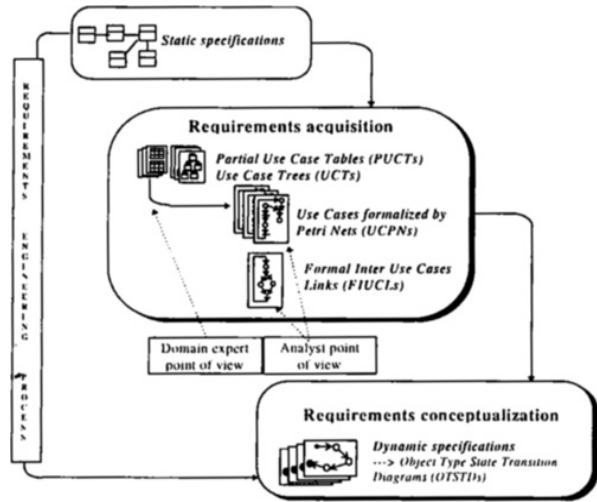 Static specifications
REQUIREMENTS ENGINEERING PROCESS
Requirements acquisition
Partial Use Case Tables (PUCTs)
Use Case Trees (UCTs)
Use Cases formalized by
Petri Nets (UCPNs)
Formal Inter Use Cases
Links (FIUCLs)
Domain expert
point of view
Analyst point
of view
Requirements conceptualization
Dynamic specifications
---> Object Type State Transition
Diagrams (OTSTDs)